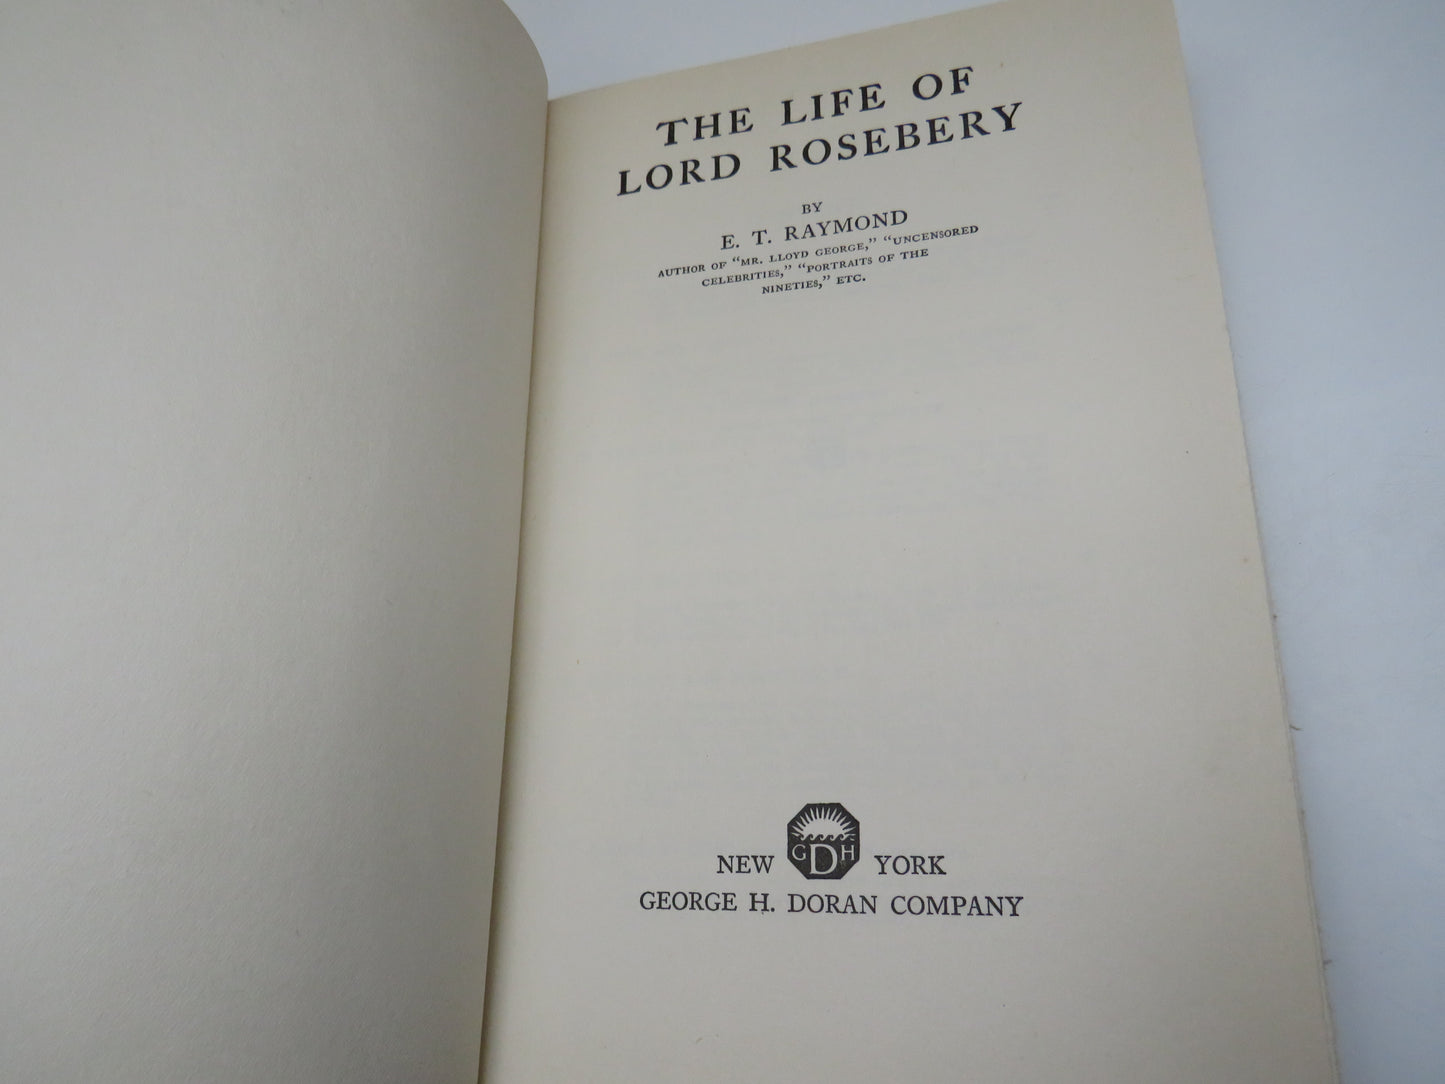 THE LIFE OF
LORD ROSEBERY
BY
E. T. RAYMOND
AUTHOR OF "MR. LLOYD GEORGE," "UNCENSORED
CELEBRITIES," "PORTRAITS OF THE
NINETIES," ETC.
NEW GDH YORK
GEORGE H. DORAN COMPANY